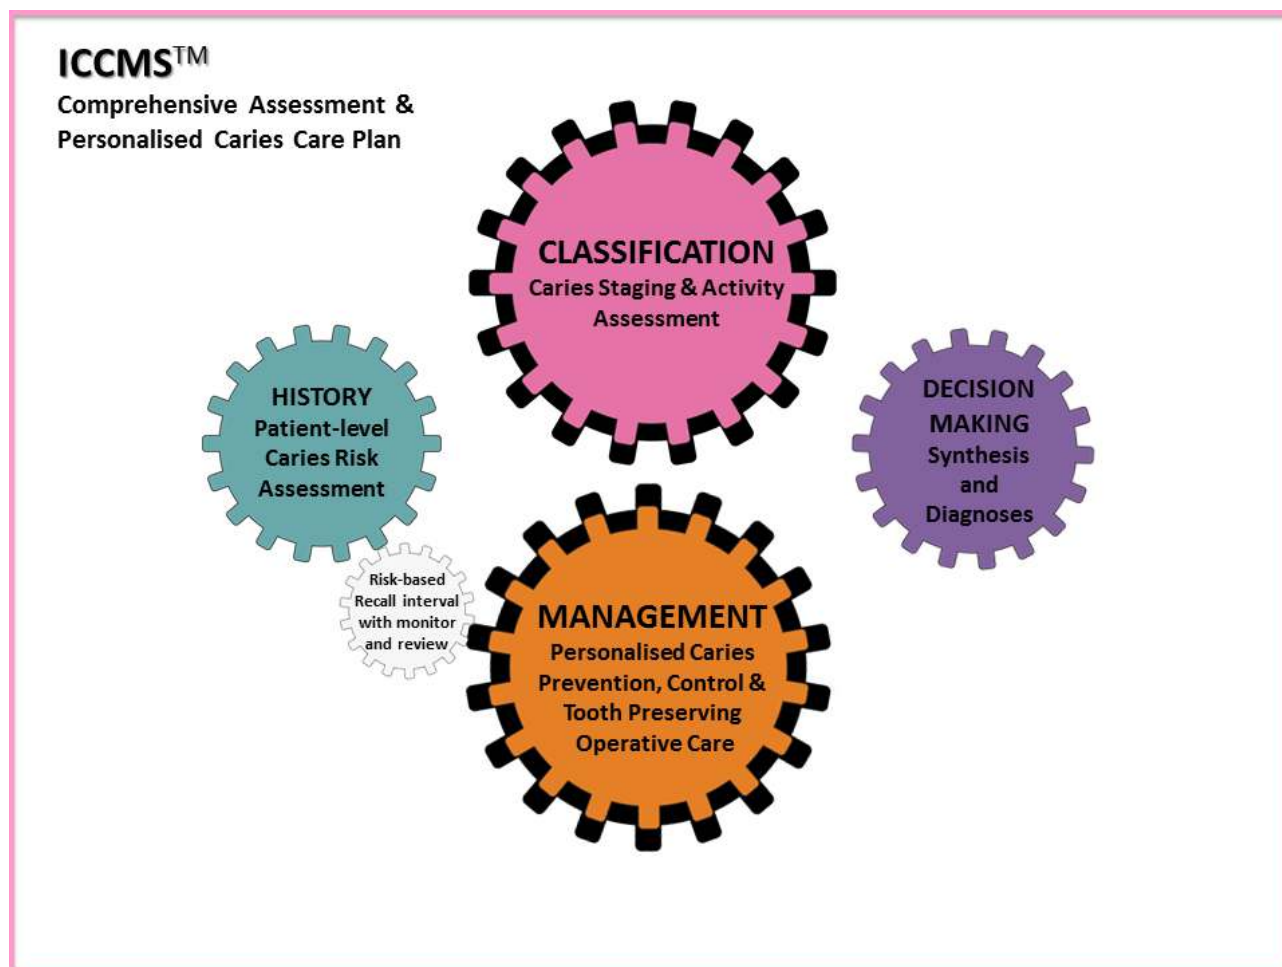 ICCMS™
Comprehensive Assessment &
Personalised Caries Care Plan
CLASSIFICATION
Caries Staging & Activity
Assessment
HISTORY
Patient-level
Caries Risk
Assessment
DECISION
MAKING
Synthesis
and
Diagnoses
Risk-based
Recall interval
with monitor
and review
MANAGEMENT
Personalised Caries
Prevention, Control &
Tooth Preserving
Operative Care